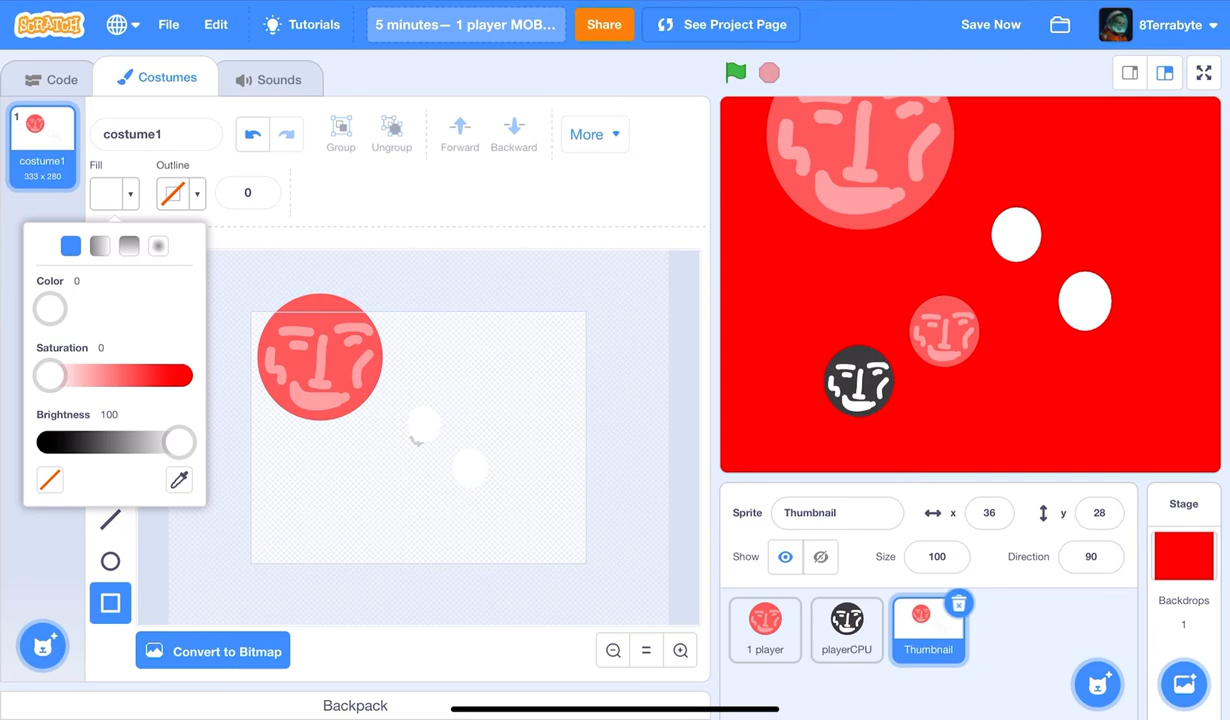 SCRATCH
File
Edit
Tutorials
5 minutes— 1 player MOB...
Share
See Project Page
Save Now
8Terrabyte
Code
Costumes
Sounds
1
costume1
333 x 280
costume1
Group
Ungroup
Forward
Backward
More
Fill
Outline
0
Color 0
Saturation 0
Brightness 100
Convert to Bitmap
Backpack
Sprite
Thumbnail
x
36
y
28
Show
Size
100
Direction
90
1 player
playerCPU
Thumbnail
Stage
Backdrops
1